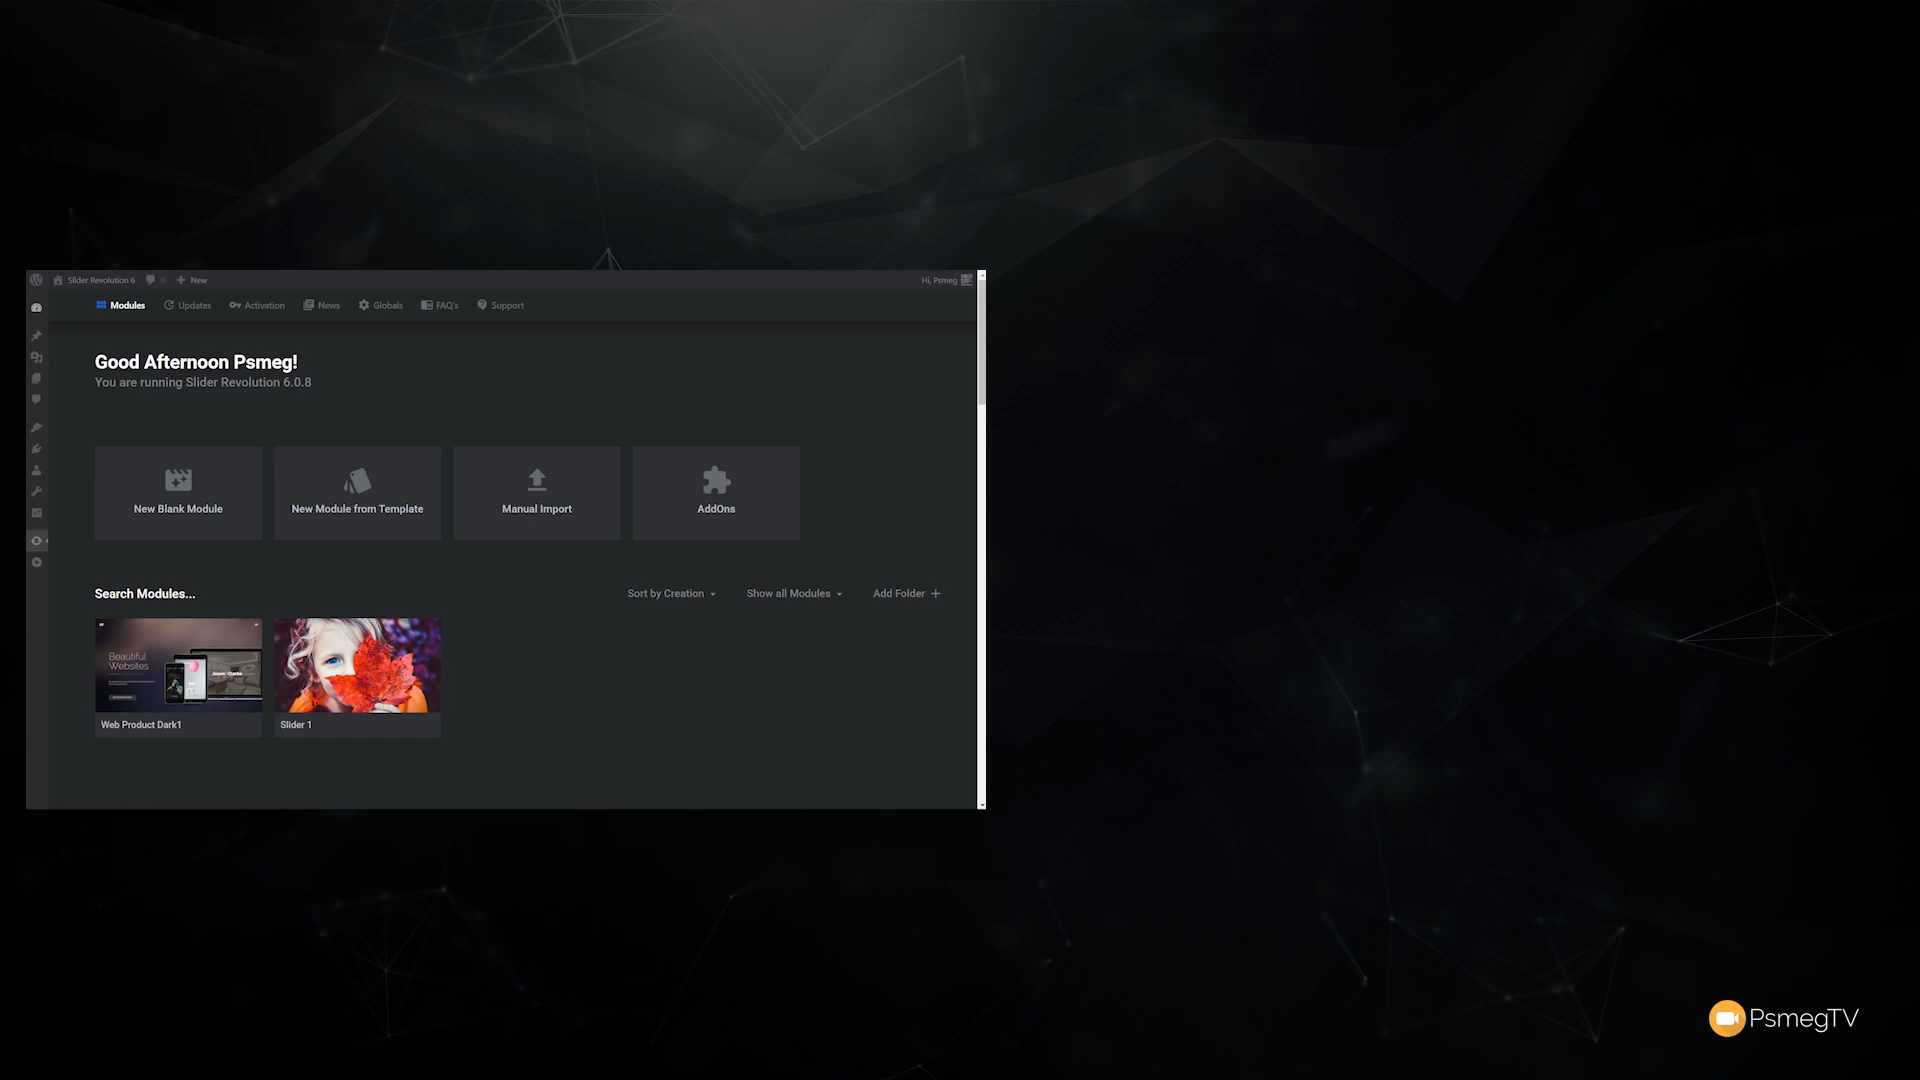 Slider Revolution 6 0 New Hi, Psmeg
Modules Updates Activation News Globals FAQ's Support
Good Afternoon Psmeg!
You are running Slider Revolution 6.0.8
New Blank Module New Module from Template Manual Import AddOns
Search Modules... Sort by Creation Show all Modules Add Folder
Beautiful
Websites
Web Product Dark1 Slider 1
PsmegTV